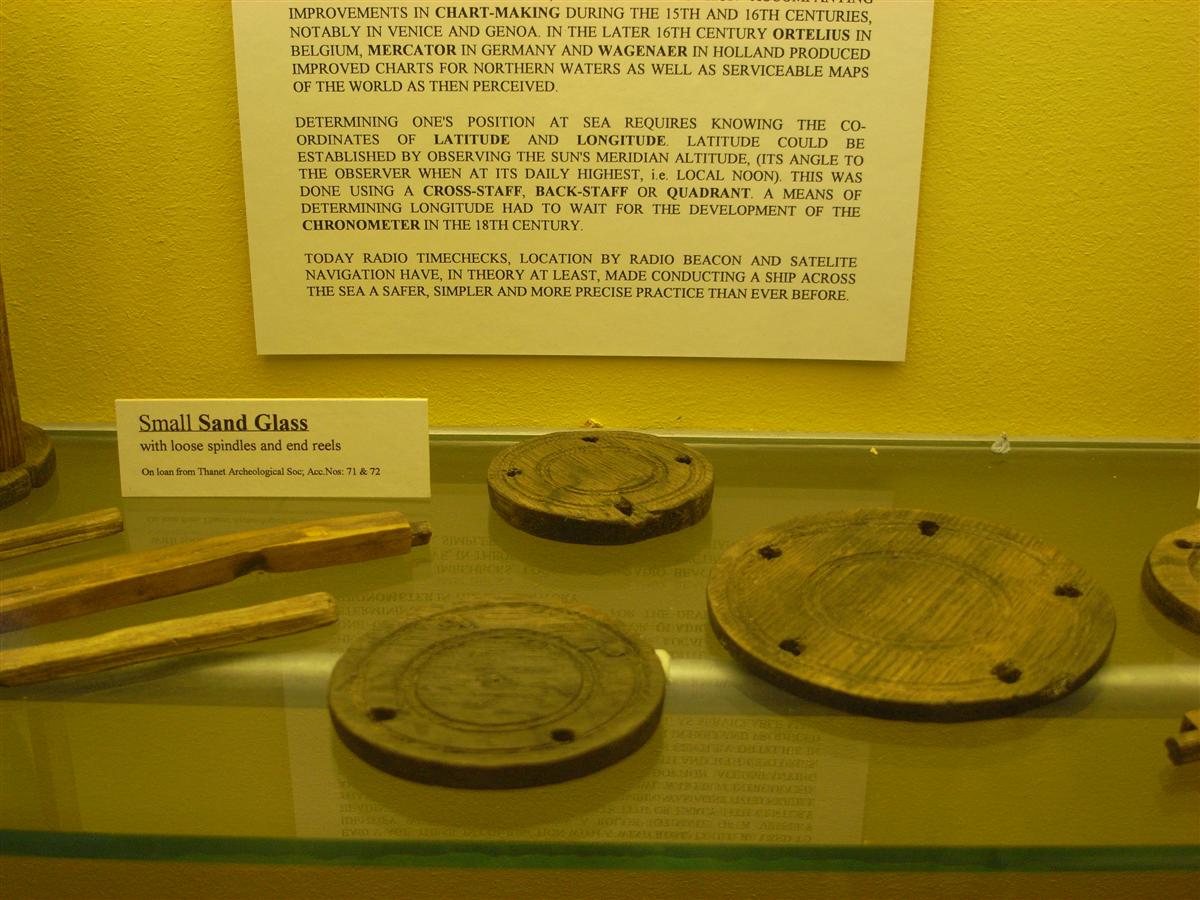 IMPROVEMENTS IN CHART-MAKING DURING THE 15TH AND 16TH CENTURIES,
NOTABLY IN VENICE AND GENOA. IN THE LATER 16TH CENTURY ORTELIUS IN
BELGIUM, MERCATOR IN GERMANY AND WAGENAER IN HOLLAND PRODUCED
IMPROVED CHARTS FOR NORTHERN WATERS AS WELL AS SERVICEABLE MAPS
OF THE WORLD AS THEN PERCEIVED.
DETERMINING ONE'S POSITION AT SEA REQUIRES KNOWING THE CO-
ORDINATES OF LATITUDE AND LONGITUDE. LATITUDE COULD BE
ESTABLISHED BY OBSERVING THE SUN'S MERIDIAN ALTITUDE, (ITS ANGLE TO
THE OBSERVER WHEN AT ITS DAILY HIGHEST, i.e. LOCAL NOON). THIS WAS
DONE USING A CROSS-STAFF, BACK-STAFF OR QUADRANT. A MEANS OF
DETERMINING LONGITUDE HAD TO WAIT FOR THE DEVELOPMENT OF THE
CHRONOMETER IN THE 18TH CENTURY.
TODAY RADIO TIMECHECKS, LOCATION BY RADIO BEACON AND SATELITE
NAVIGATION HAVE, IN THEORY AT LEAST, MADE CONDUCTING A SHIP ACROSS
THE SEA A SAFER, SIMPLER AND MORE PRECISE PRACTICE THAN EVER BEFORE.
Small Sand Glass
with loose spindles and end reels
On loan from Thanet Archeological Soc; Acc.Nos: 71 & 72